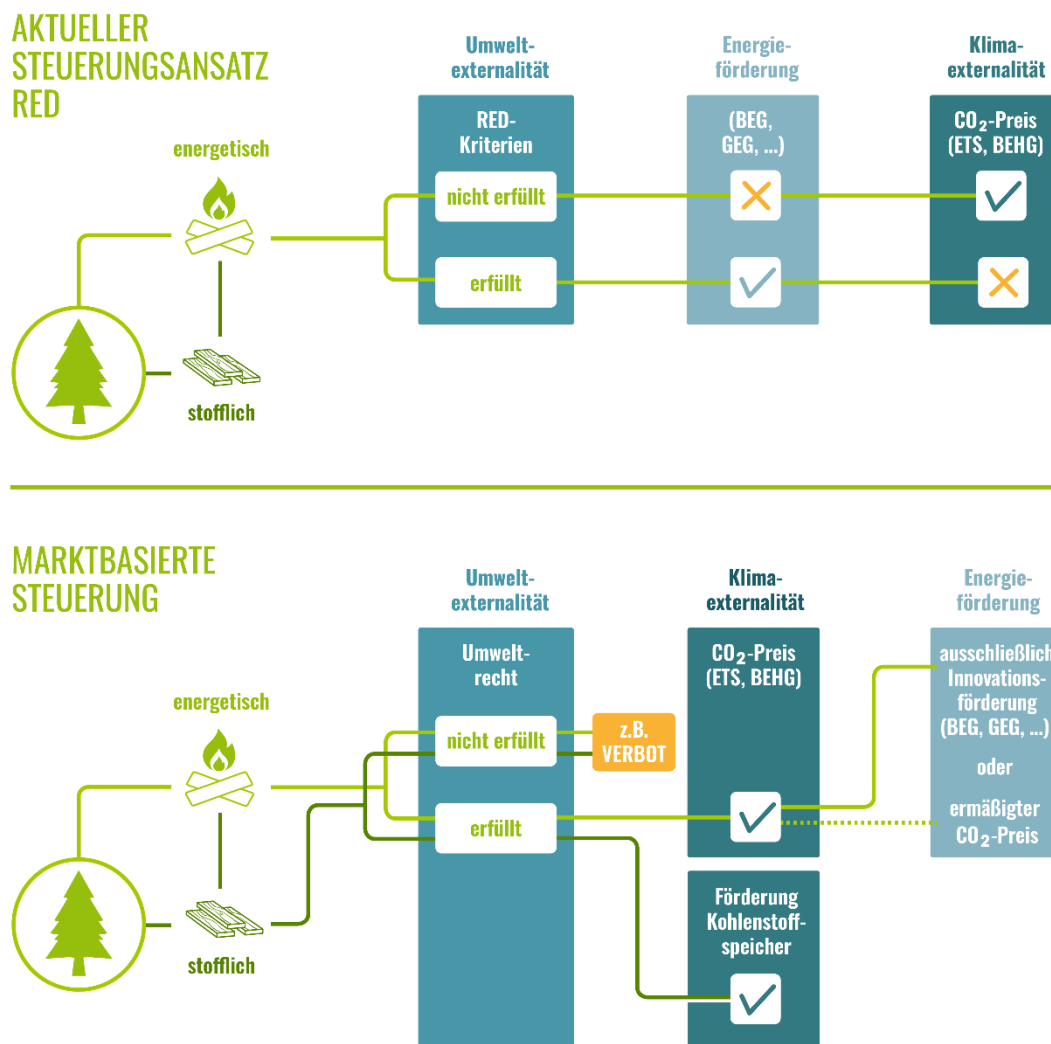 AKTUELLER
STEUERUNGSANSATZ
RED
Umwelt-
externalität
Energie-
förderung
Klima-
externalität
RED-
Kriterien
(BEG,
GEG, ...)
CO₂-Preis
(ETS, BEHG)
energetisch
nicht erfüllt
erfüllt
stofflich
MARKTBASIERTE
STEUERUNG
Umwelt-
externalität
Klima-
externalität
Energie-
förderung
Umwelt-
recht
CO₂-Preis
(ETS, BEHG)
ausschließlich
Innovations-
förderung
(BEG, GEG, ...)
oder
ermäßigter
CO₂-Preis
energetisch
nicht erfüllt
z.B.
VERBOT
erfüllt
Förderung
Kohlenstoff-
speicher
stofflich